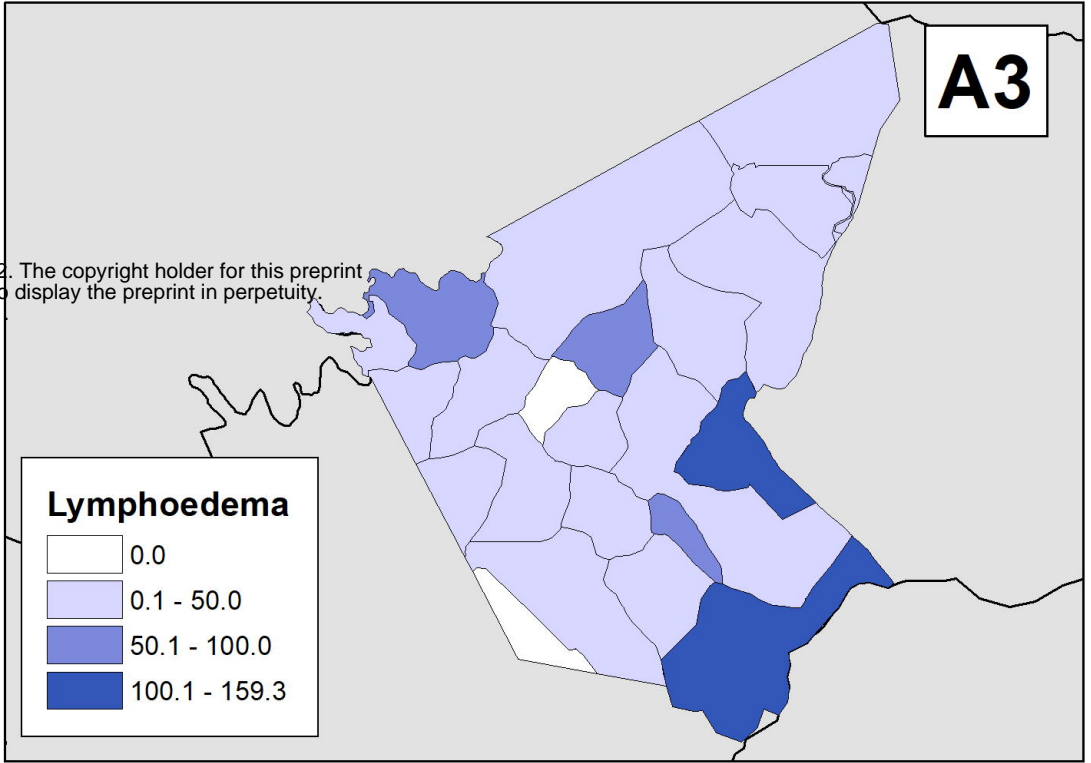 A3
2. The copyright holder for this preprint
display the preprint in perpetuity.
Lymphoedema
0.0
0.1 - 50.0
50.1 - 100.0
100.1 - 159.3